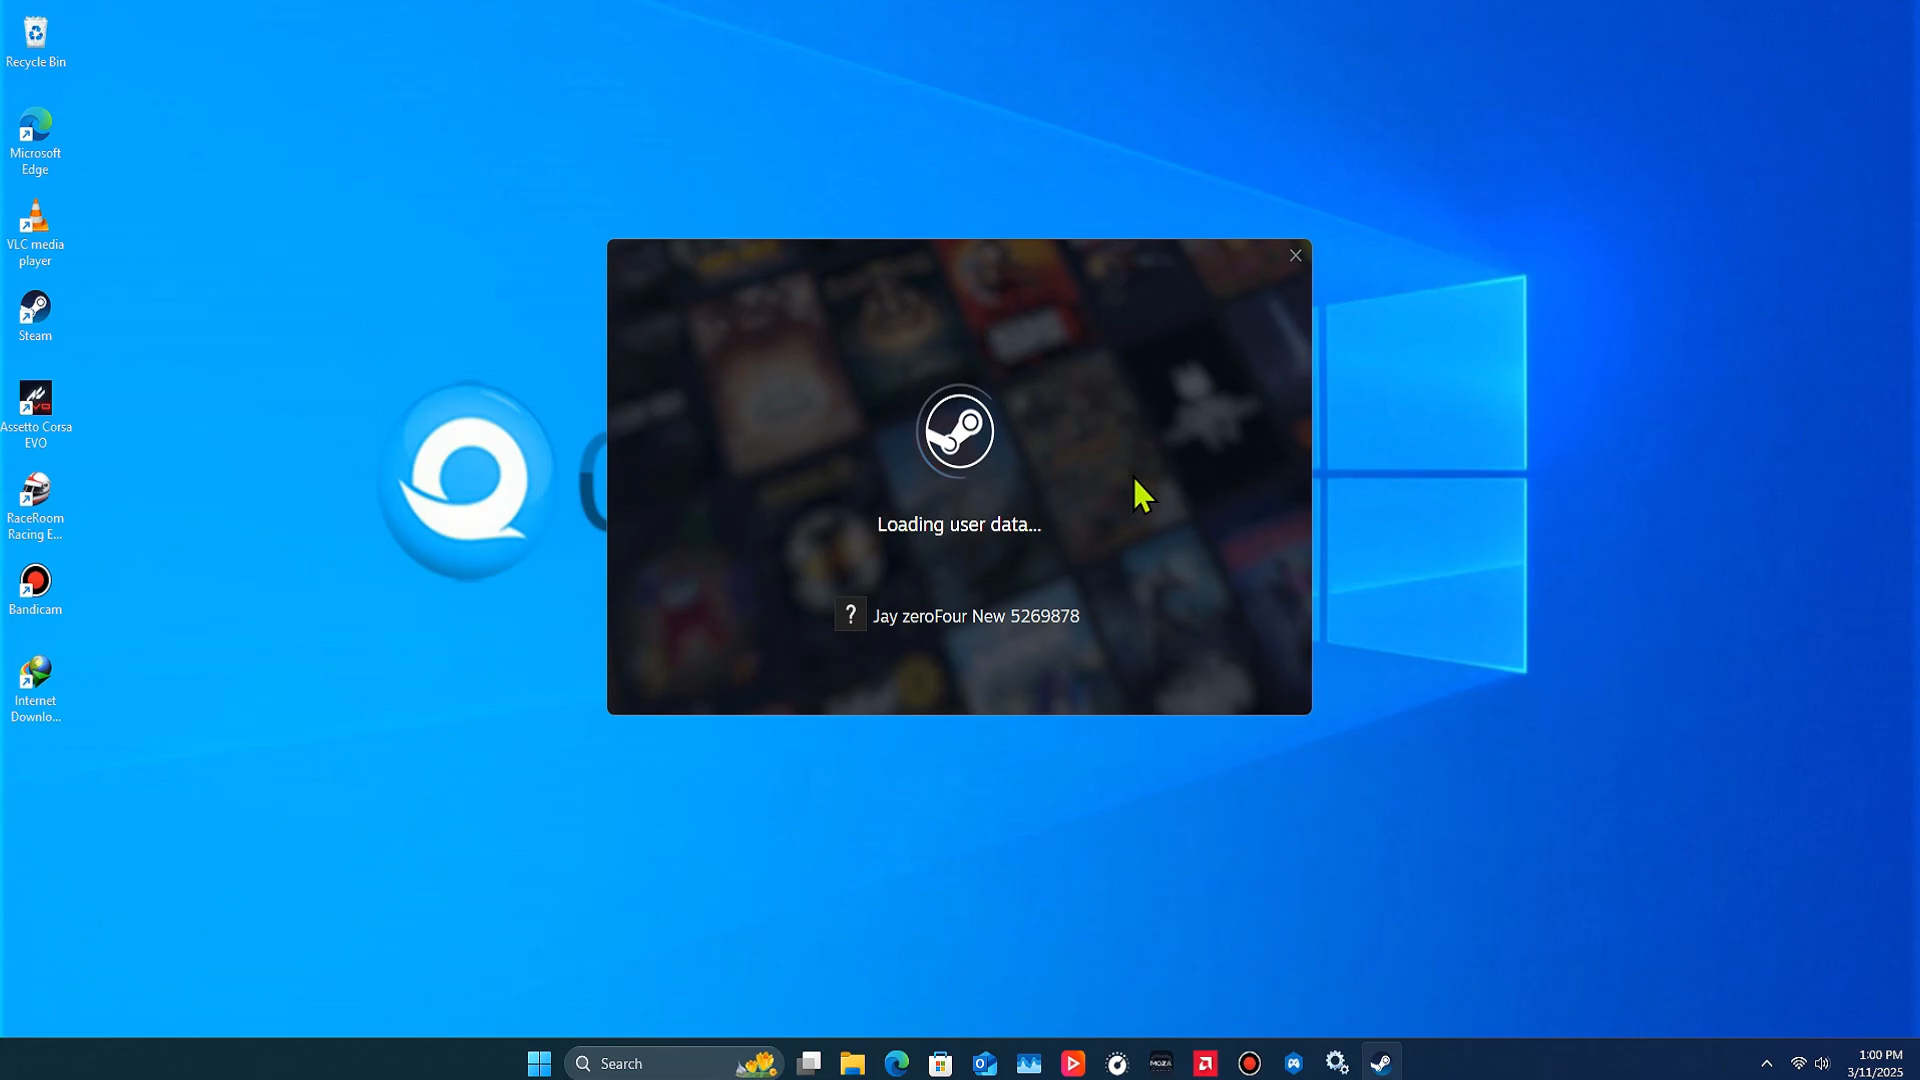 Recycle Bin
Microsoft
Edge
VLC media
player
Steam
Assetto Corsa
EVO
RaceRoom
Racing E...
Bandicam
Internet
Downlo...
Loading user data...
? Jay zeroFour New 5269878
Search
MOZA
1:00 PM
3/11/2025